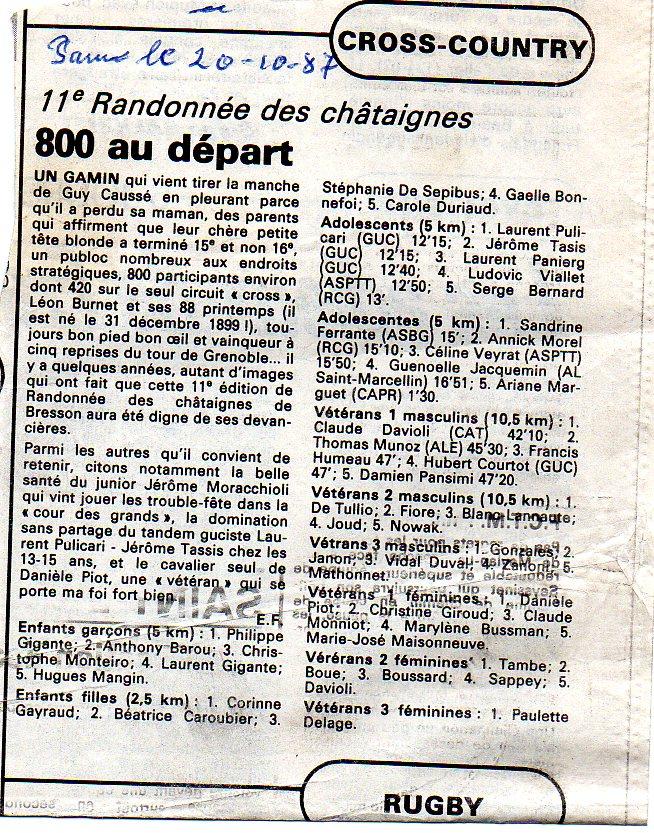 CROSS-COUNTRY
le 20-10-87
11e Randonnée des châtaignes
800 au départ
UN GAMIN qui vient tirer la manche
de Guy Caussé en pleurant parce
qu'il a perdu sa maman, des parents
qui affirment que leur chère petite
tête blonde a terminé 15e et non 16e,
un publoc nombreux aux endroits
stratégiques, 800 participants environ
dont 420 sur le seul circuit « cross »,
Léon Burnet et ses 88 printemps (il
est né le 31 décembre 1899 !), tou-
jours bon pied bon œil et vainqueur à
cinq reprises du tour de Grenoble... il
y a quelques années, autant d'images
qui ont fait que cette 11e édition de
Randonnée des châtaignes de
Bresson aura été digne de ses devan-
cières.
Parmi les autres qu'il convient de
retenir, citons notamment la belle
santé du junior Jérôme Moracchioli
qui vint jouer les trouble-fête dans la
« cour des grands », la domination
sans partage du tandem guciste Lau-
rent Pulicari - Jérôme Tassis chez les
13-15 ans, et le cavalier seul de
Danièle Piot, une « vétéran » qui se
porte ma foi fort bien.
E.F.
Enfants garçons (5 km) : 1. Philippe
Gigante; 2. Anthony Barou; 3. Chris-
tophe Monteiro; 4. Laurent Gigante;
5. Hugues Mangin.
Enfants filles (2,5 km) : 1. Corinne
Gayraud; 2. Béatrice Caroubier; 3.
Stéphanie De Sepibus; 4. Gaelle Bon-
nefoi; 5. Carole Duriaud.
Adolescents (5 km) : 1. Laurent Puli-
cari (GUC) 12'15; 2. Jérôme Tasis
(GUC) 12'15; 3. Laurent Panierg
(GUC) 12'40; 4. Ludovic Viallet
(ASPTT) 12'50; 5. Serge Bernard
(RCG) 13'.
Adolescentes (5 km) : 1. Sandrine
Ferrante (ASBG) 15'; 2. Annick Morel
(RCG) 15'10; 3. Céline Veyrat (ASPTT)
15'50; 4. Guenoelle Jacquemin (AL
Saint-Marcellin) 16'51; 5. Ariane Mar-
guet (CAPR) 1'30.
Vétérans 1 masculins (10,5 km) : 1.
Claude Davioli (CAT) 42'10; 2.
Thomas Munoz (ALE) 45'30; 3. Francis
Humeau 47'; 4. Hubert Courtot (GUC)
47'; 5. Damien Pansimi 47'20.
Vétérans 2 masculins (10,5 km) : 1.
De Tullio; 2. Fiore; 3. Blanc-Lanaute;
4. Joud; 5. Nowak.
Vétrans 3 masculins : 1. Gonzales; 2.
Janon; 3. Vidal Duval; 4. Zanona; 5.
Mathonnet.
Vétérans 1 féminines : 1. Danièle
Piot; 2. Christine Giroud; 3. Claude
Monnot; 4. Marylène Bussman; 5.
Marie-José Maisonneuve.
Vérérans 2 féminines : 1. Tambe; 2.
Boue; 3. Boussard; 4. Sappey; 5.
Davioli.
Vétérans 3 féminines : 1. Paulette
Delage.
RUGBY